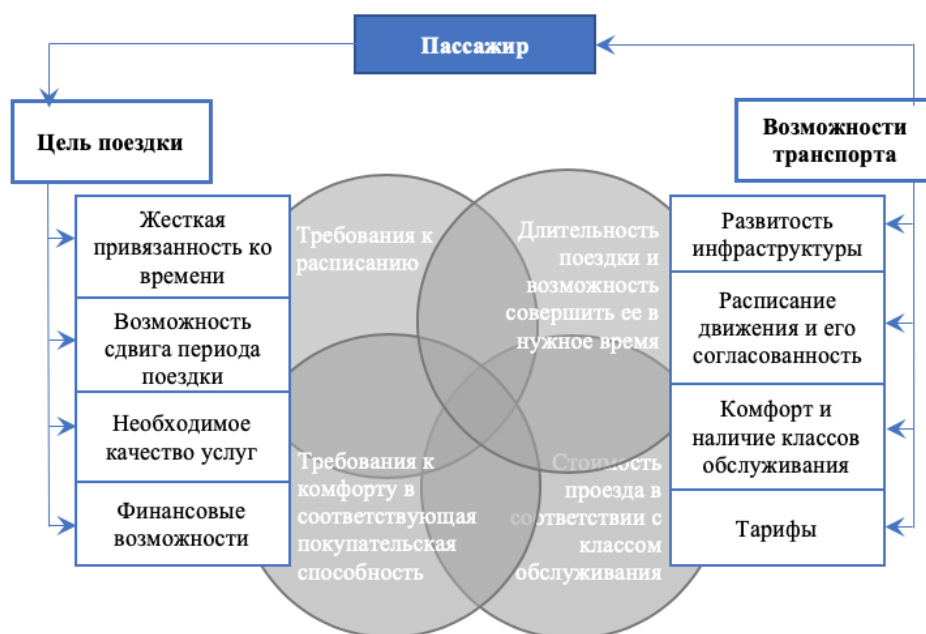 Пассажир
Цель поездки
Возможности
транспорта
Жесткая
привязанность ко
времени
Возможность
сдвига периода
поездки
Необходимое
качество услуг
Финансовые
возможности
Требования к
расписанию
Длительность
поездки и
возможность
совершить ее в
нужное время
Требования к
комфорту в
соответствующая
покупательская
способность
Стоимость
проезда в
соответствии с
классом
обслуживания
Развитость
инфраструктуры
Расписание
движения и его
согласованность
Комфорт и
наличие классов
обслуживания
Тарифы